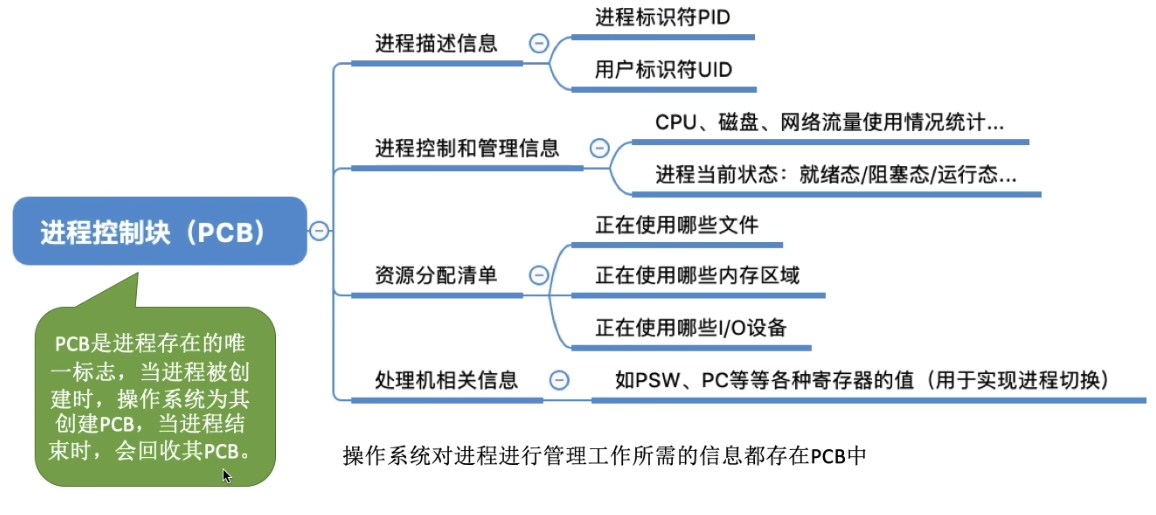 进程控制块（PCB）
PCB是进程存在的唯
一标志，当进程被创
建时，操作系统为其
创建PCB，当进程结
束时，会回收其PCB。
进程描述信息
进程标识符PID
用户标识符UID
进程控制和管理信息
CPU、磁盘、网络流量使用情况统计...
进程当前状态：就绪态/阻塞态/运行态...
资源分配清单
正在使用哪些文件
正在使用哪些内存区域
正在使用哪些I/O设备
处理机相关信息
如PSW、PC等等各种寄存器的值（用于实现进程切换）
操作系统对进程进行管理工作所需的信息都存在PCB中